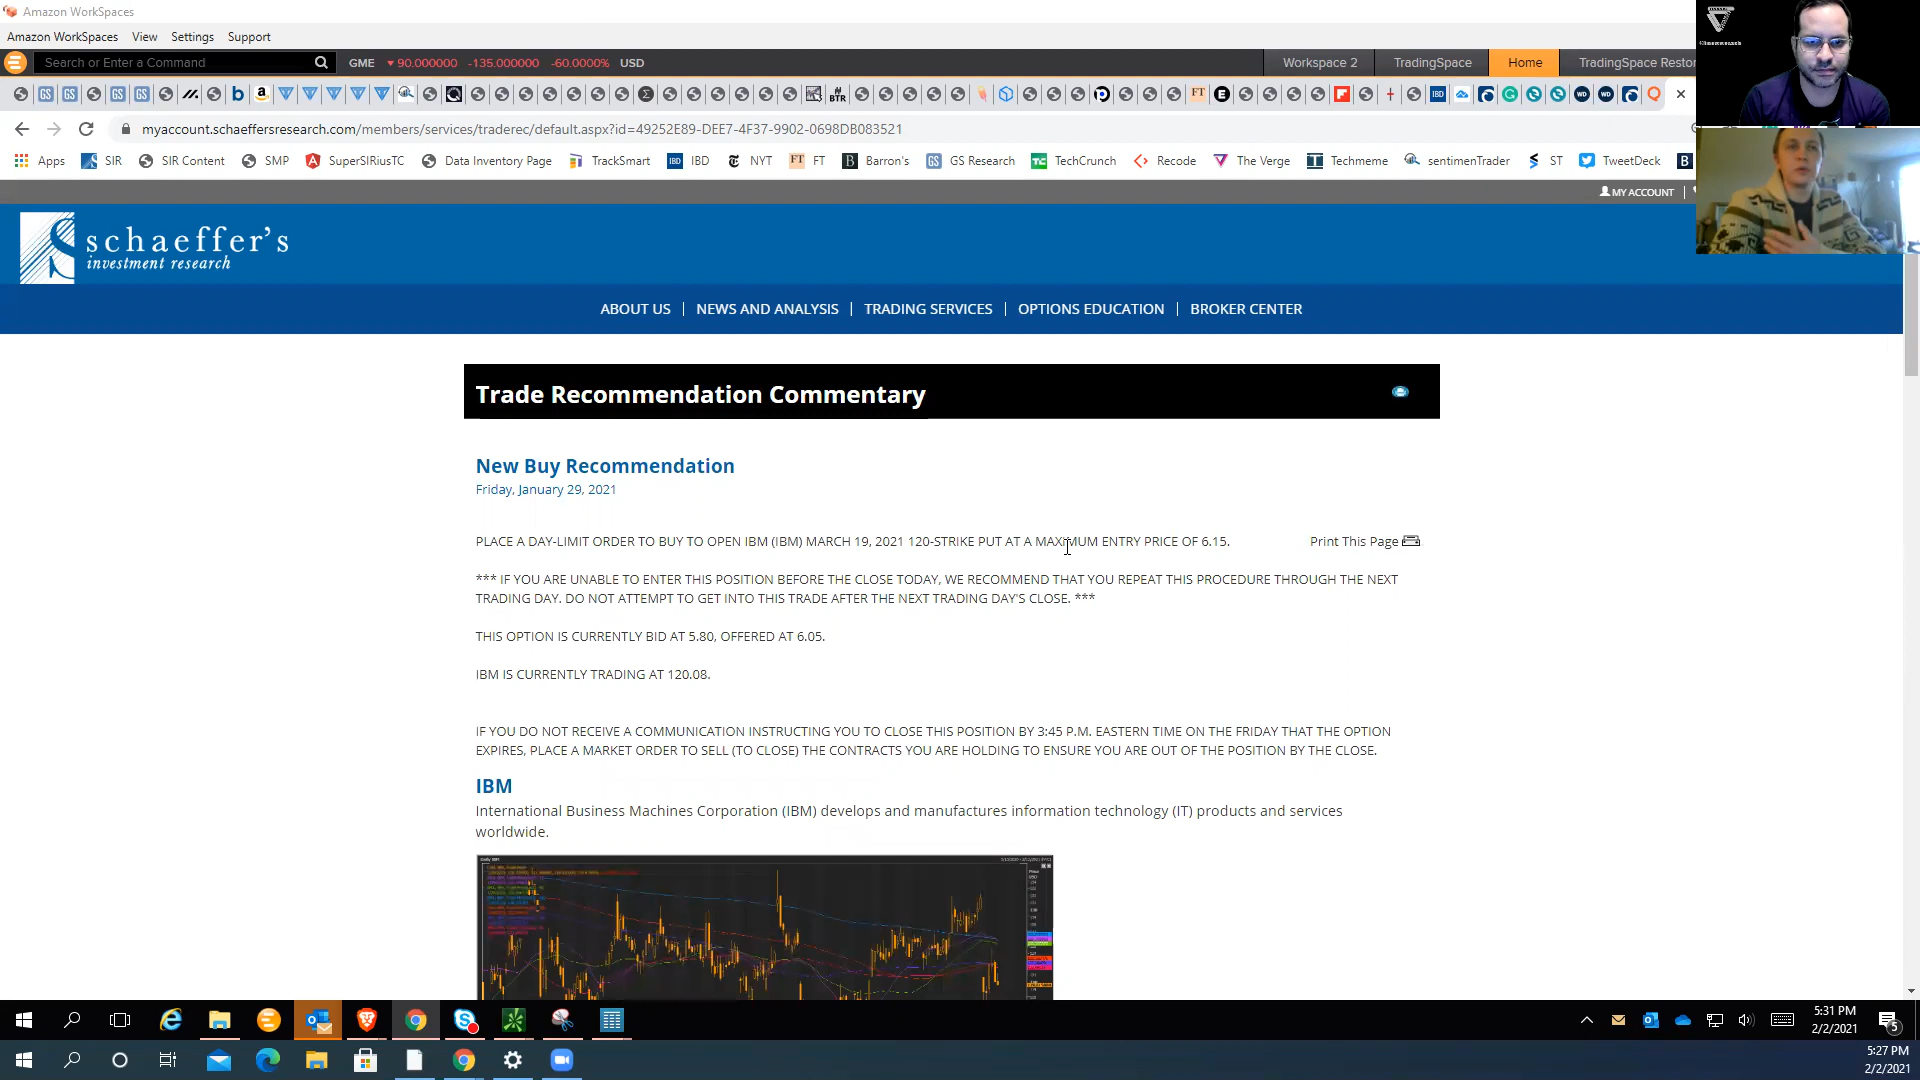 Amazon WorkSpaces
Amazon WorkSpaces View Settings Support
Search or Enter a Command GME 90.000000 -135.000000 -60.0000% USD Workspace 2 TradingSpace Home TradingSpace Restor
myaccount.schaeffersresearch.com/members/services/traderec/default.aspx?id=49252E89-DEE7-4F37-9902-0698DB083521
Apps SIR SIR Content SMP SuperSIRiusTC Data Inventory Page TrackSmart IBD IBD NYT FT FT Barron's GS GS Research TechCrunch Recode The Verge Techmeme sentimenTrader ST TweetDeck
MY ACCOUNT
schaeffer's
investment research
ABOUT US | NEWS AND ANALYSIS | TRADING SERVICES | OPTIONS EDUCATION | BROKER CENTER
Trade Recommendation Commentary
New Buy Recommendation
Friday, January 29, 2021
PLACE A DAY-LIMIT ORDER TO BUY TO OPEN IBM (IBM) MARCH 19, 2021 120-STRIKE PUT AT A MAXIMUM ENTRY PRICE OF 6.15. Print This Page
*** IF YOU ARE UNABLE TO ENTER THIS POSITION BEFORE THE CLOSE TODAY, WE RECOMMEND THAT YOU REPEAT THIS PROCEDURE THROUGH THE NEXT
TRADING DAY. DO NOT ATTEMPT TO GET INTO THIS TRADE AFTER THE NEXT TRADING DAY'S CLOSE. ***
THIS OPTION IS CURRENTLY BID AT 5.80, OFFERED AT 6.05.
IBM IS CURRENTLY TRADING AT 120.08.
IF YOU DO NOT RECEIVE A COMMUNICATION INSTRUCTING YOU TO CLOSE THIS POSITION BY 3:45 P.M. EASTERN TIME ON THE FRIDAY THAT THE OPTION
EXPIRES, PLACE A MARKET ORDER TO SELL (TO CLOSE) THE CONTRACTS YOU ARE HOLDING TO ENSURE YOU ARE OUT OF THE POSITION BY THE CLOSE.
IBM
International Business Machines Corporation (IBM) develops and manufactures information technology (IT) products and services
worldwide.
5:31 PM
2/2/2021
5
5:27 PM
2/2/2021